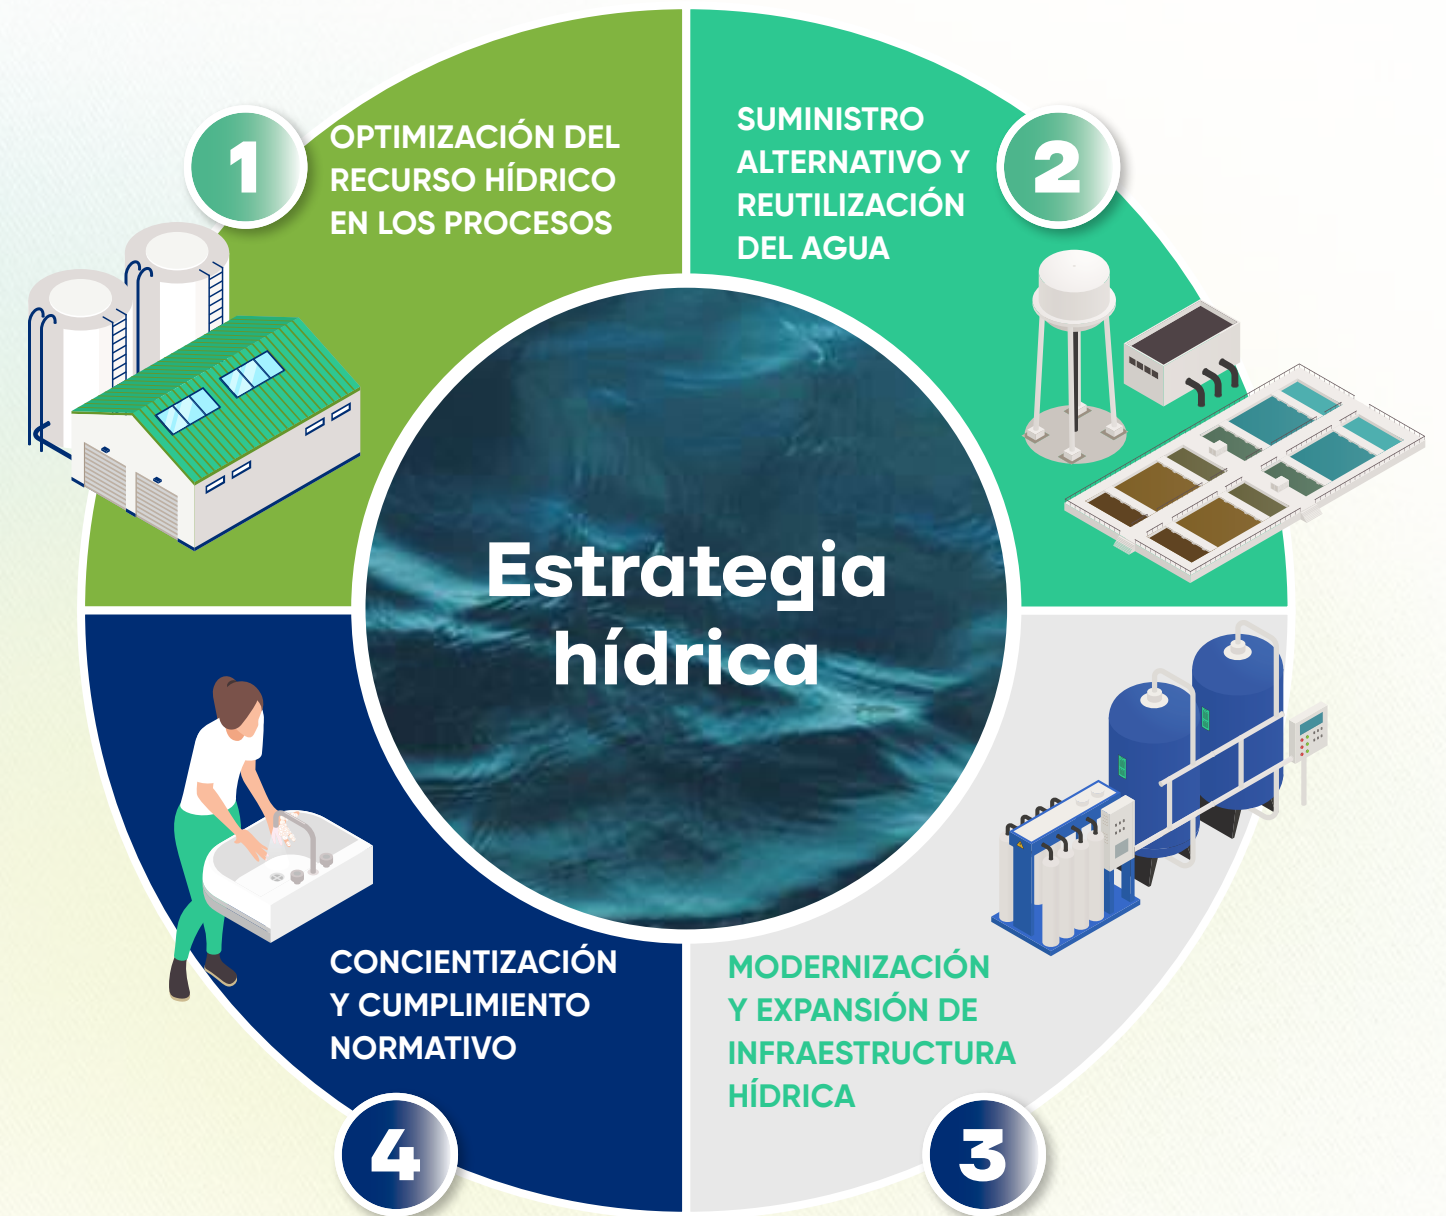 1
OPTIMIZACIÓN DEL
RECURSO HÍDRICO
EN LOS PROCESOS
SUMINISTRO
ALTERNATIVO Y
REUTILIZACIÓN
DEL AGUA
2
Estrategia
hídrica
MODERNIZACIÓN
Y EXPANSIÓN DE
INFRAESTRUCTURA
HÍDRICA
3
CONCIENTIZACIÓN
Y CUMPLIMIENTO
NORMATIVO
4